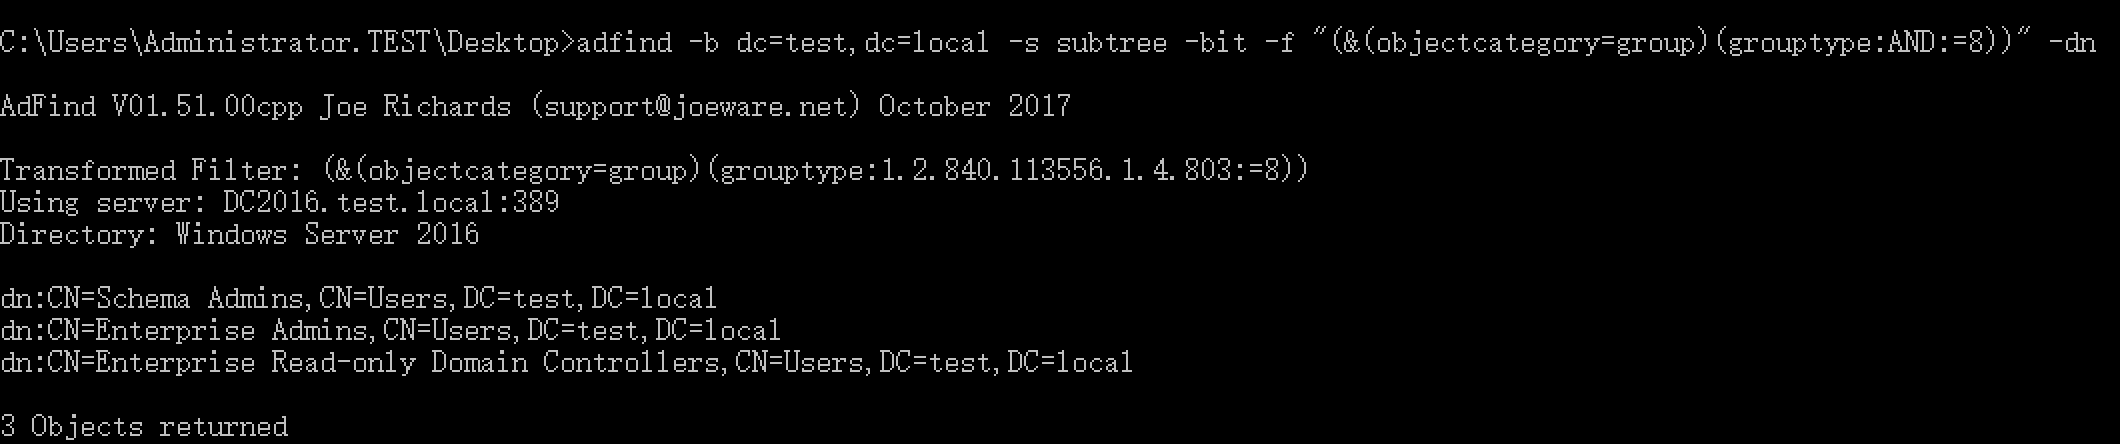 C:\Users\Administrator.TEST\Desktop>adfind -b dc=test,dc=local -s subtree -bit -f "(&(objectcategory=group)(grouptype:AND:=8))" -dn
AdFind V01.51.00cpp Joe Richards (support@joeware.net) October 2017
Transformed Filter: (&(objectcategory=group)(grouptype:1.2.840.113556.1.4.803:=8))
Using server: DC2016.test.local:389
Directory: Windows Server 2016
dn:CN=Schema Admins,CN=Users,DC=test,DC=local
dn:CN=Enterprise Admins,CN=Users,DC=test,DC=local
dn:CN=Enterprise Read-only Domain Controllers,CN=Users,DC=test,DC=local
3 Objects returned